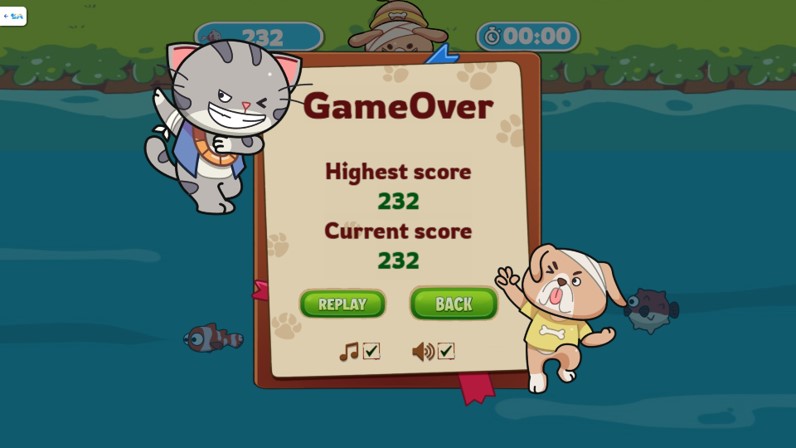 232
00:00
GameOver
Highest score
232
Current score
232
REPLAY
BACK